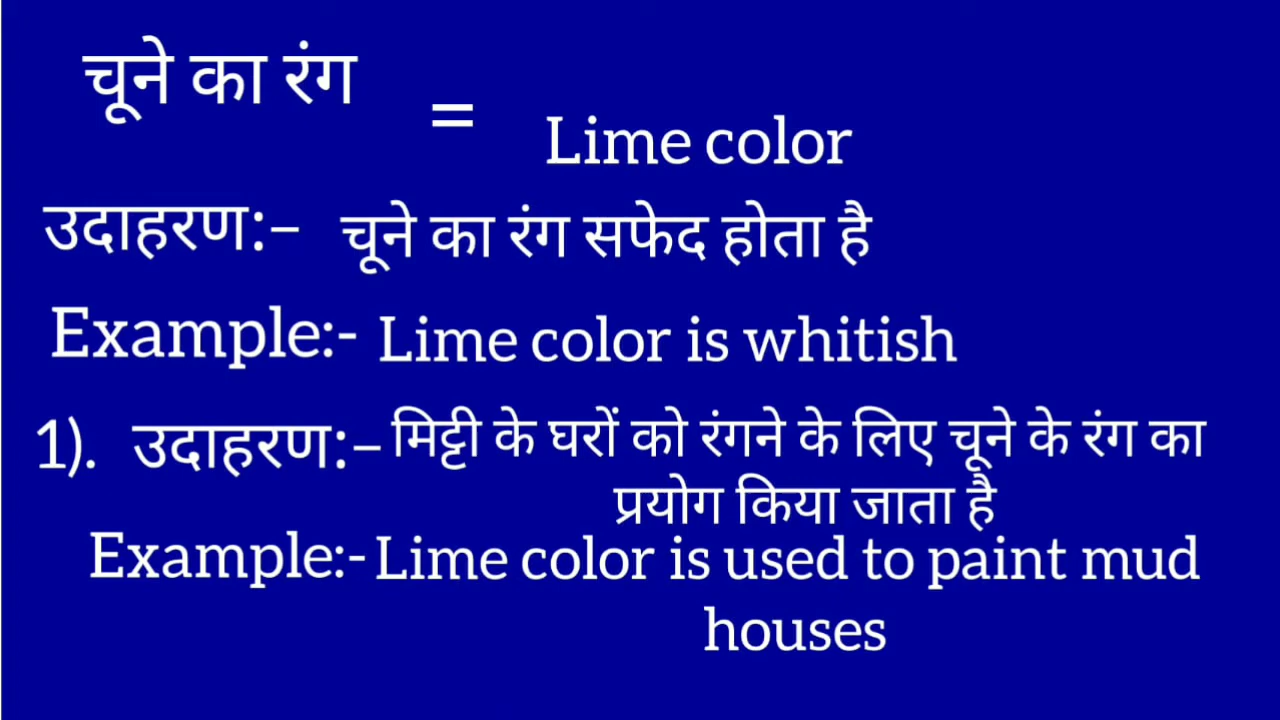 चूने का रंग = Lime color
उदाहरण:– चूने का रंग सफेद होता है
Example:- Lime color is whitish
1). उदाहरण:– मिट्टी के घरों को रंगने के लिए चूने के रंग का
प्रयोग किया जाता है
Example:- Lime color is used to paint mud
houses